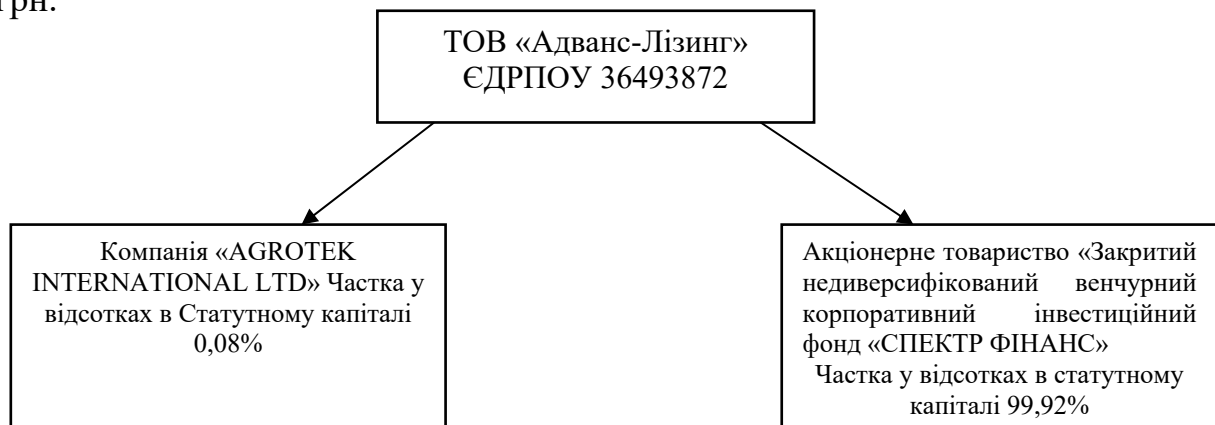 грн.
ТОВ «Адванс-Лізинг»
ЄДРПОУ 36493872
Компанія «AGROTEK
INTERNATIONAL LTD» Частка у
відсотках в Статутному капіталі
0,08%
Акціонерне товариство «Закритий
недиверсифікований венчурний
корпоративний інвестиційний
фонд «СПЕКТР ФІНАНС»
Частка у відсотках в статутному
капіталі 99,92%